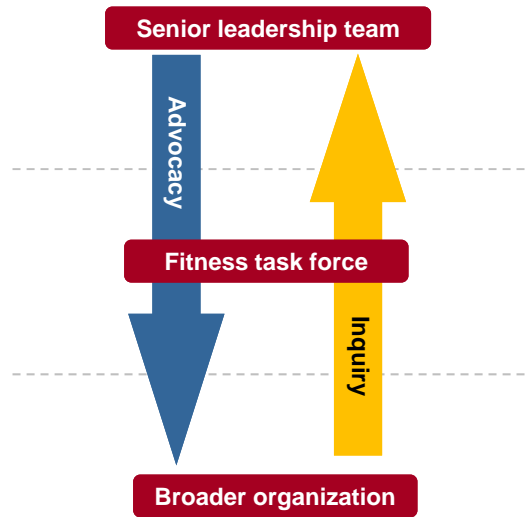 Senior leadership team
Advocacy
Fitness task force
Inquiry
Broader organization